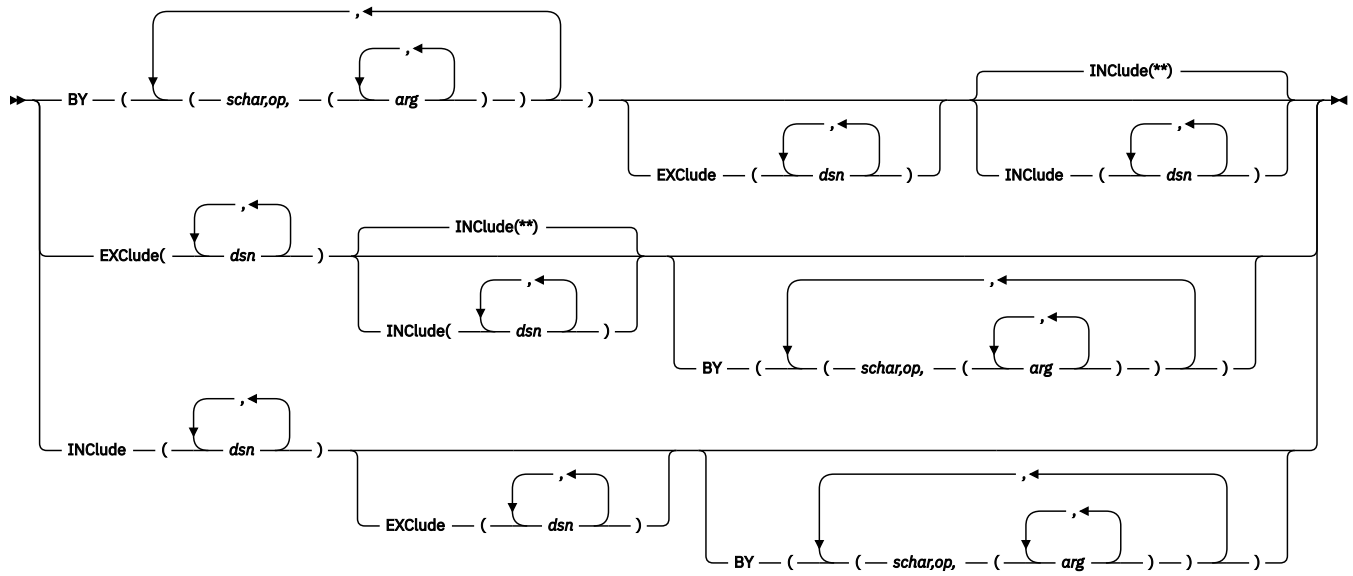 ,
,
INClude(**)
BY ( ( schar,op, ( arg ) ) )
, ,
EXClude ( dsn ) INClude ( dsn )
,
INClude(**)
EXClude( dsn )
, ,
INClude( dsn )
,
BY ( ( schar,op, ( arg ) ) )
,
INClude ( dsn )
, ,
EXClude ( dsn )
,
BY ( ( schar,op, ( arg ) ) )